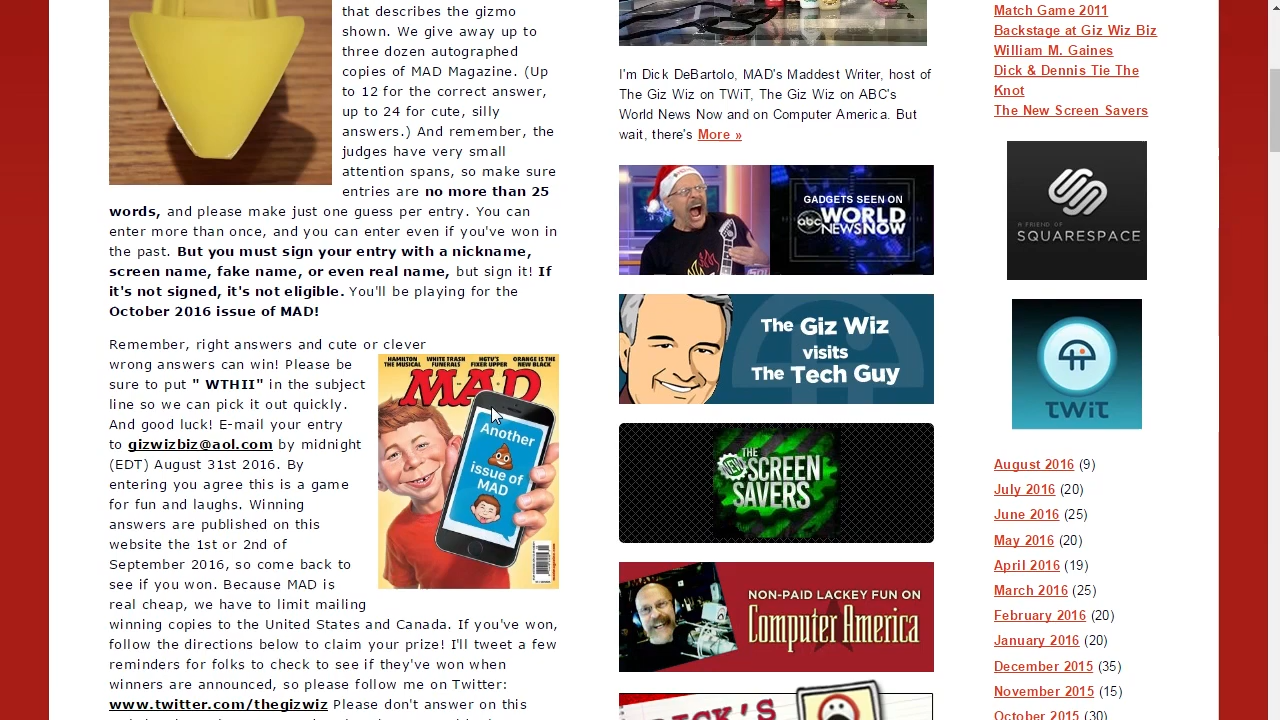 that describes the gizmo
shown. We give away up to
three dozen autographed
copies of MAD Magazine. (Up
to 12 for the correct answer,
up to 24 for cute, silly
answers.) And remember, the
judges have very small
attention spans, so make sure
entries are no more than 25
words, and please make just one guess per entry. You can
nter more than once, and you can enter even if you've won in
the past. But you must sign your entry with a nickname,
screen name, fake name, or even real name, but sign it! If
it's not signed, it's not eligible. You'll be playing for the
October 2016 issue of MAD!
Remember, right answers and cute or clever
wrong answers can win! Please be
sure to put " WTHII" in the subject
line so we can pick it out quickly.
And good luck! E-mail your entry
to gizwizbiz@aol.com by midnight
(EDT) August 31st 2016. By
entering you agree this is a game
for fun and laughs. Winning
answers are published on this
website the 1st or 2nd of
September 2016, so come back to
see if you won. Because MAD is
real cheap, we have to limit mailing
winning copies to the United States and Canada. If you've won,
follow the directions below to claim your prize! I'll tweet a few
reminders for folks to check to see if they've won when
winners are announced, so please follow me on Twitter:
www.twitter.com/thegizwiz Please don't answer on this
HAMILTON THE MUSICAL
WHITE TRASH FUNERALS
HGTV'S FIXER UPPER
ORANGE IS THE NEW BLACK
MAD
Another
issue of
MAD
I'm Dick DeBartolo, MAD's Maddest Writer, host of
The Giz Wiz on TWiT, The Giz Wiz on ABC's
World News Now and on Computer America. But
wait, there's More »
GADGETS SEEN ON
abc WORLD
NEWS NOW
The Giz Wiz
visits
The Tech Guy
THE
NEW SCREEN
SAVERS
NON-PAID LACKEY FUN ON
Computer America
DICK'S
Match Game 2011
Backstage at Giz Wiz Biz
William M. Gaines
Dick & Dennis Tie The
Knot
The New Screen Savers
A FRIEND OF
SQUARESPACE
TWiT
August 2016 (9)
July 2016 (20)
June 2016 (25)
May 2016 (20)
April 2016 (19)
March 2016 (25)
February 2016 (20)
January 2016 (20)
December 2015 (35)
November 2015 (15)
October 2015 (30)